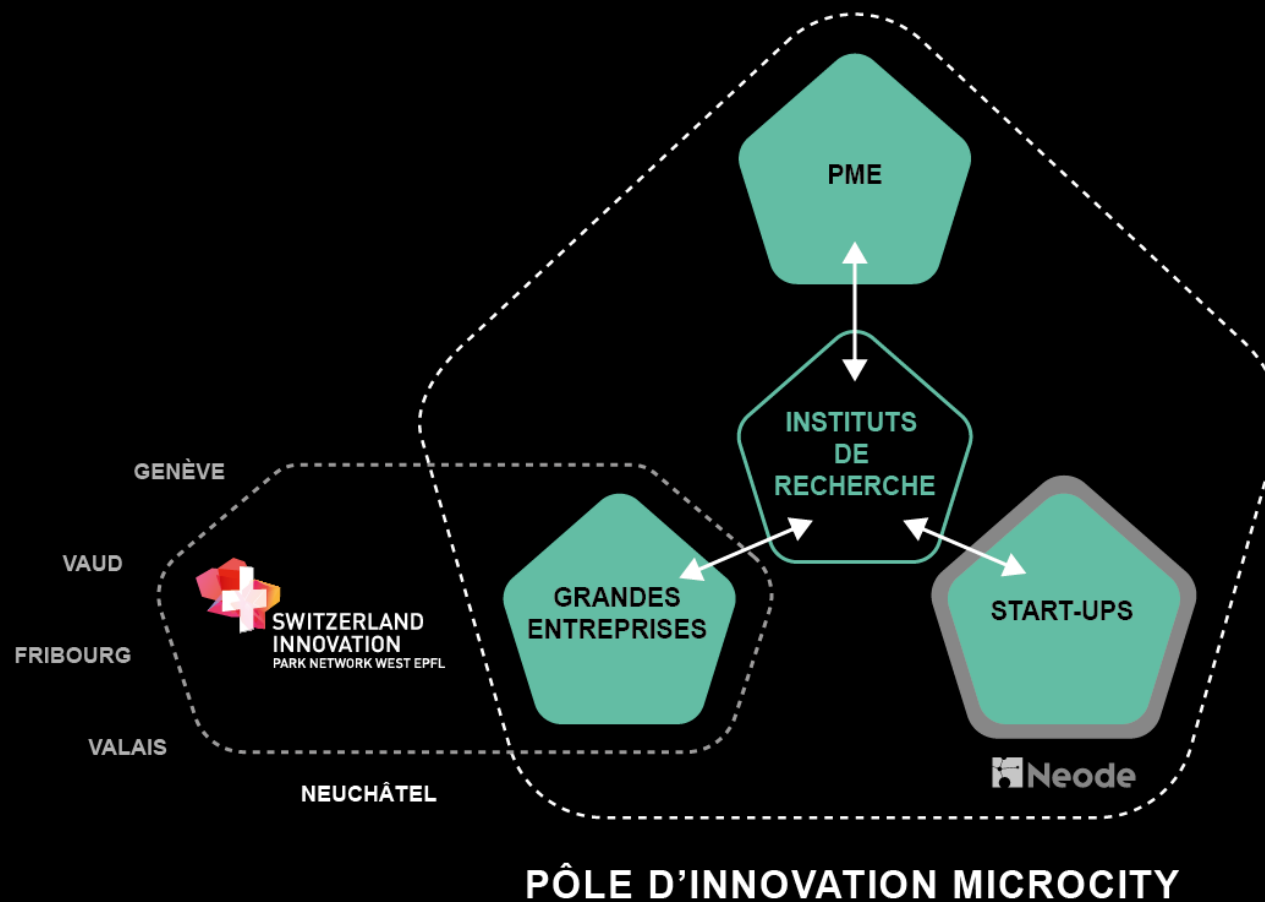 PME
INSTITUTS
DE
RECHERCHE
GENÈVE
VAUD
FRIBOURG
VALAIS
NEUCHÂTEL
SWITZERLAND
INNOVATION
PARK NETWORK WEST EPFL
GRANDES
ENTREPRISES
START-UPS
Neode
PÔLE D’INNOVATION MICROCITY